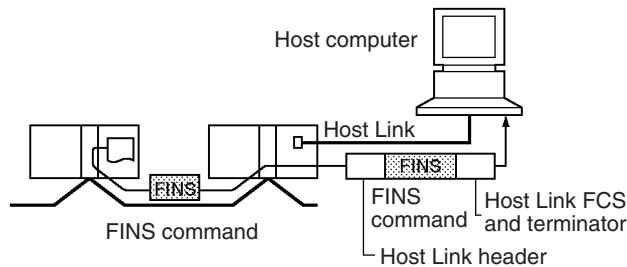 Host computer
Host Link
FINS
FINS
FINS command
FINS
command
Host Link FCS
and terminator
Host Link header